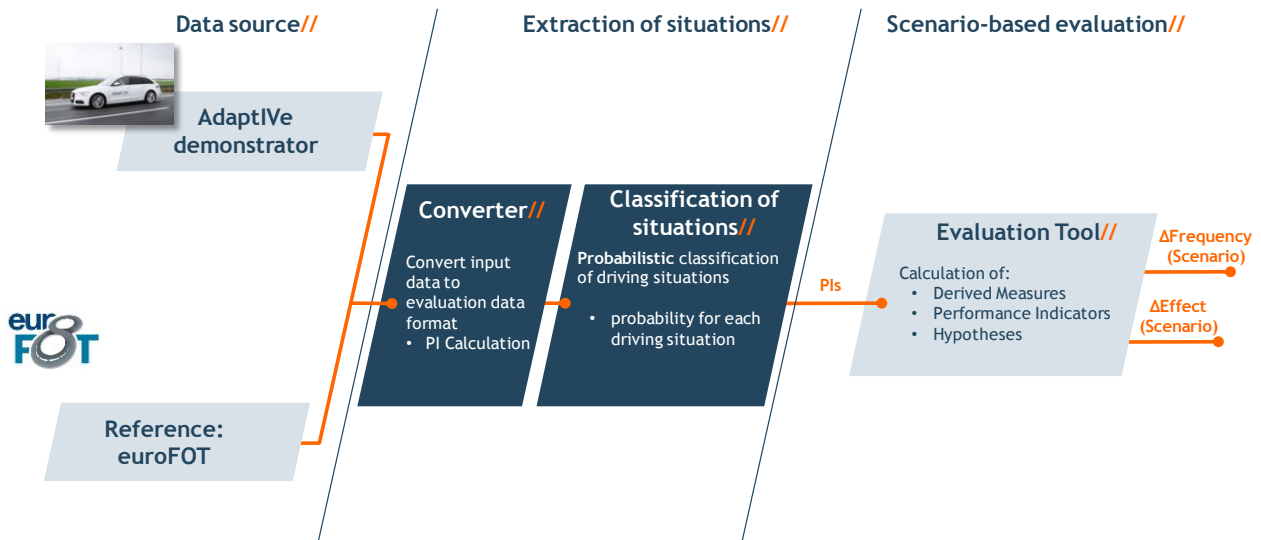 Data source//
Extraction of situations//
Scenario-based evaluation//
AdaptIVe
demonstrator
Converter//
Convert input
data to
evaluation data
format
• PI Calculation
Classification of
situations//
Probabilistic classification
of driving situations
• probability for each
driving situation
PIs
Evaluation Tool//
Calculation of:
• Derived Measures
• Performance Indicators
• Hypotheses
ΔFrequency
(Scenario)
ΔEffect
(Scenario)
euro
FOT
Reference:
euroFOT